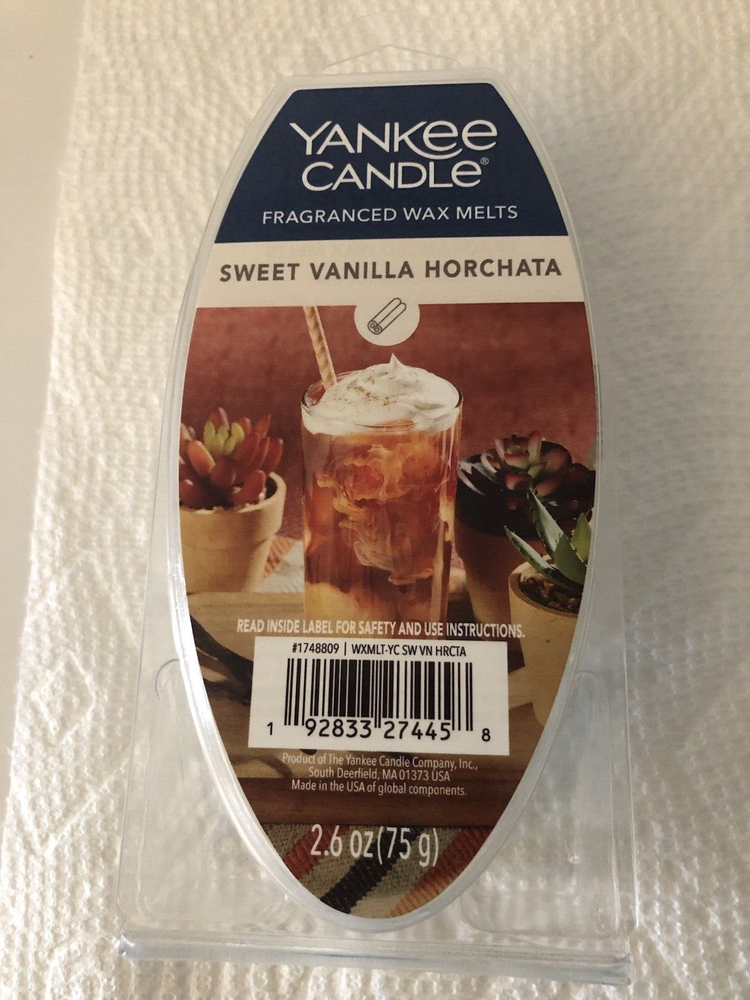 YANKEE
CANDLE®
FRAGRANCED WAX MELTS
SWEET VANILLA HORCHATA
READ INSIDE LABEL FOR SAFETY AND USE INSTRUCTIONS.
#1748809 | WXMLT-YC SW VN HRCTA
1 92833 27445 8
Product of The Yankee Candle Company, Inc.,
South Deerfield, MA 01373 USA
Made in the USA of global components.
2.6 oz(75 g)